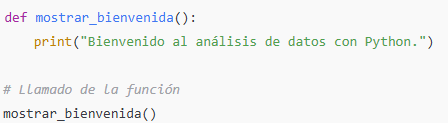 def mostrar_bienvenida():
    print("Bienvenido al análisis de datos con Python.")

# Llamado de la función
mostrar_bienvenida()